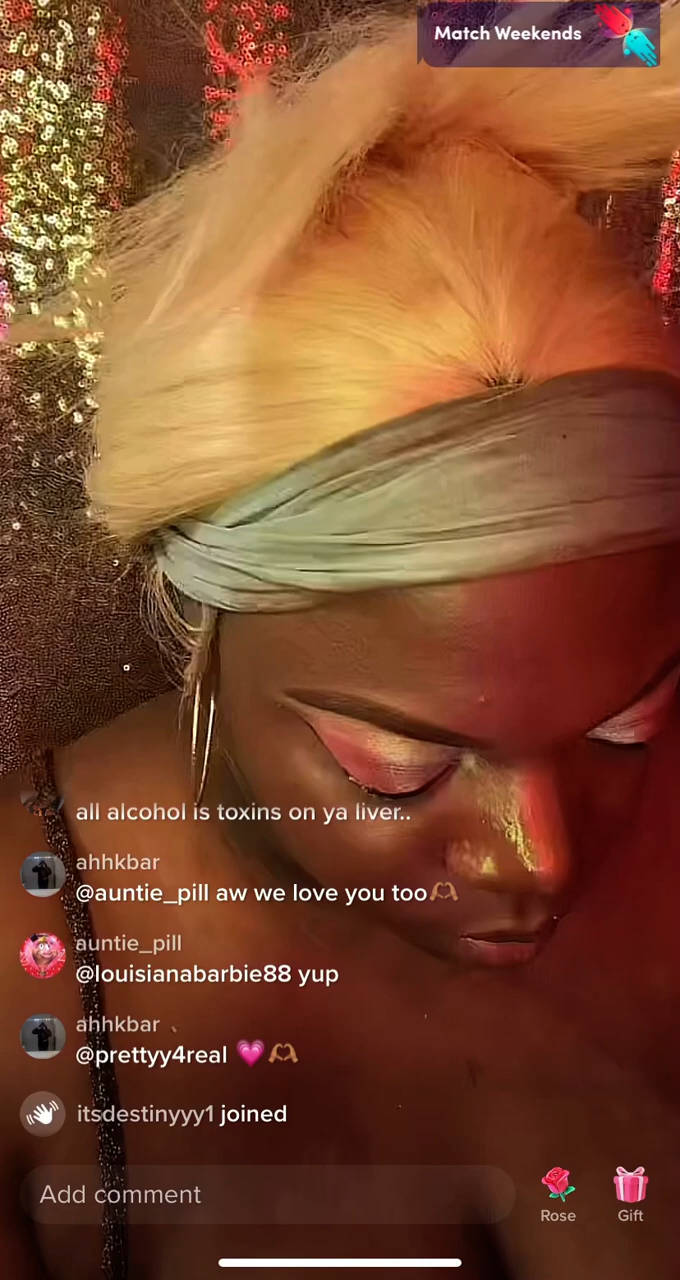 Match Weekends
all alcohol is toxins on ya liver..
ahhkbar
@auntie_pill aw we love you too🫶🏽
auntie_pill
@louisianabarbie88 yup
ahhkbar
@prettyy4real 💗🫶🏽
itsdestinyyy1 joined
Add comment
Rose
Gift